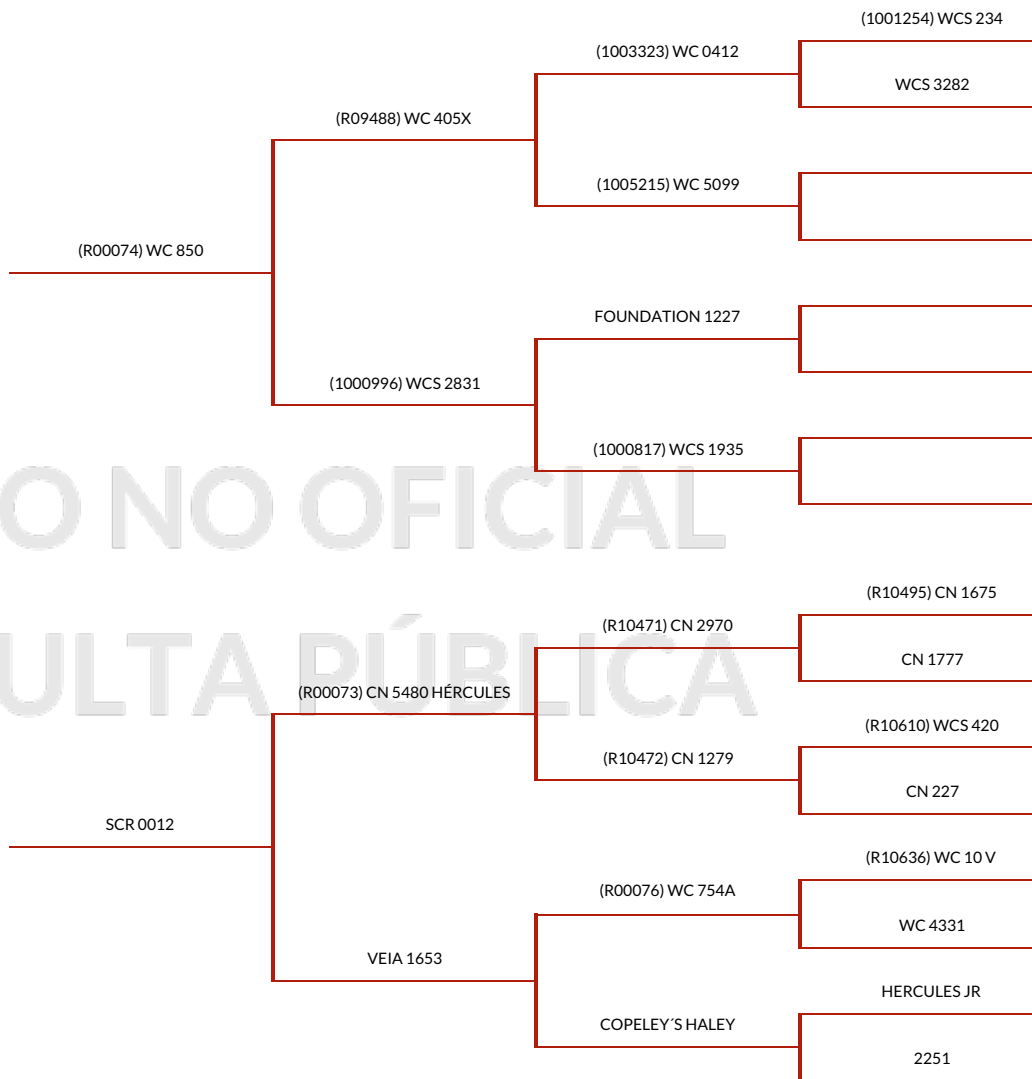 (1001254) WCS 234
(1003323) WC 0412
WCS 3282
(R09488) WC 405X
(1005215) WC 5099
(R00074) WC 850
FOUNDATION 1227
(1000996) WCS 2831
(1000817) WCS 1935
O NO OFICIAL
(R10495) CN 1675
(R10471) CN 2970
CN 1777
ULTA PÚBLICA
(R00073) CN 5480 HÉRCULES
(R10610) WCS 420
(R10472) CN 1279
CN 227
SCR 0012
(R10636) WC 10 V
(R00076) WC 754A
WC 4331
VEIA 1653
HERCULES JR
COPELEY´S HALEY
2251